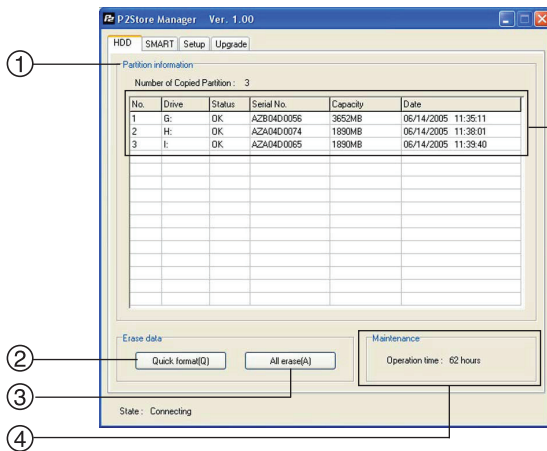 P2Store Manager Ver. 1.00
HDD SMART Setup Upgrade
1
Partition information
Number of Copied Partition : 3
No. Drive Status Serial No. Capacity Date
1 G: OK AZB04D0056 3652MB 06/14/2005 11:35:11
2 H: OK AZA04D0074 1890MB 06/14/2005 11:38:01
3 I: OK AZA04D0065 1890MB 06/14/2005 11:39:40
Erase data
Maintenance
2
Quick format(Q) All erase(A)
Operation time : 62 hours
3
State : Connecting
4